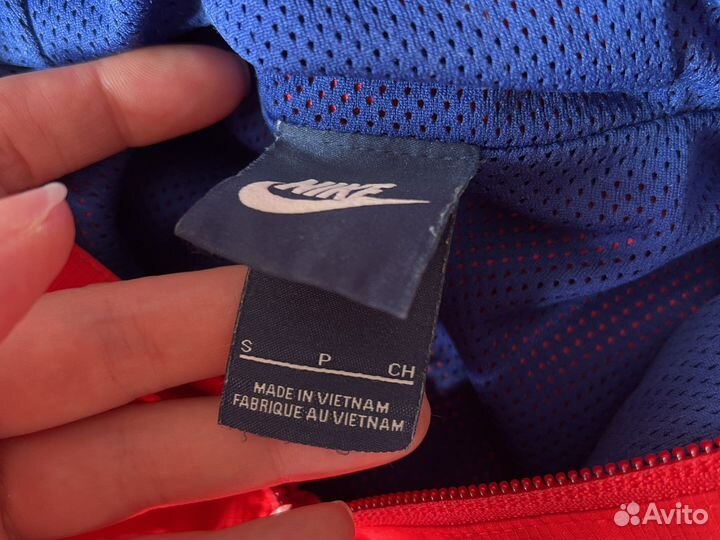 NIKE
S P CH
MADE IN VIETNAM
FABRIQUE AU VIETNAM
Avito